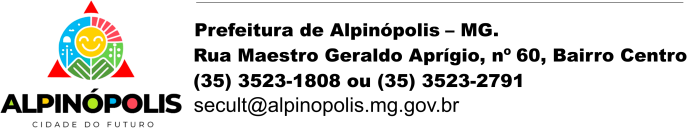 Prefeitura de Alpinópolis – MG.
Rua Maestro Geraldo Aprígio, nº 60, Bairro Centro
(35) 3523-1808 ou (35) 3523-2791
secult@alpinopolis.mg.gov.br
ALPINÓPOLIS
CIDADE DO FUTURO